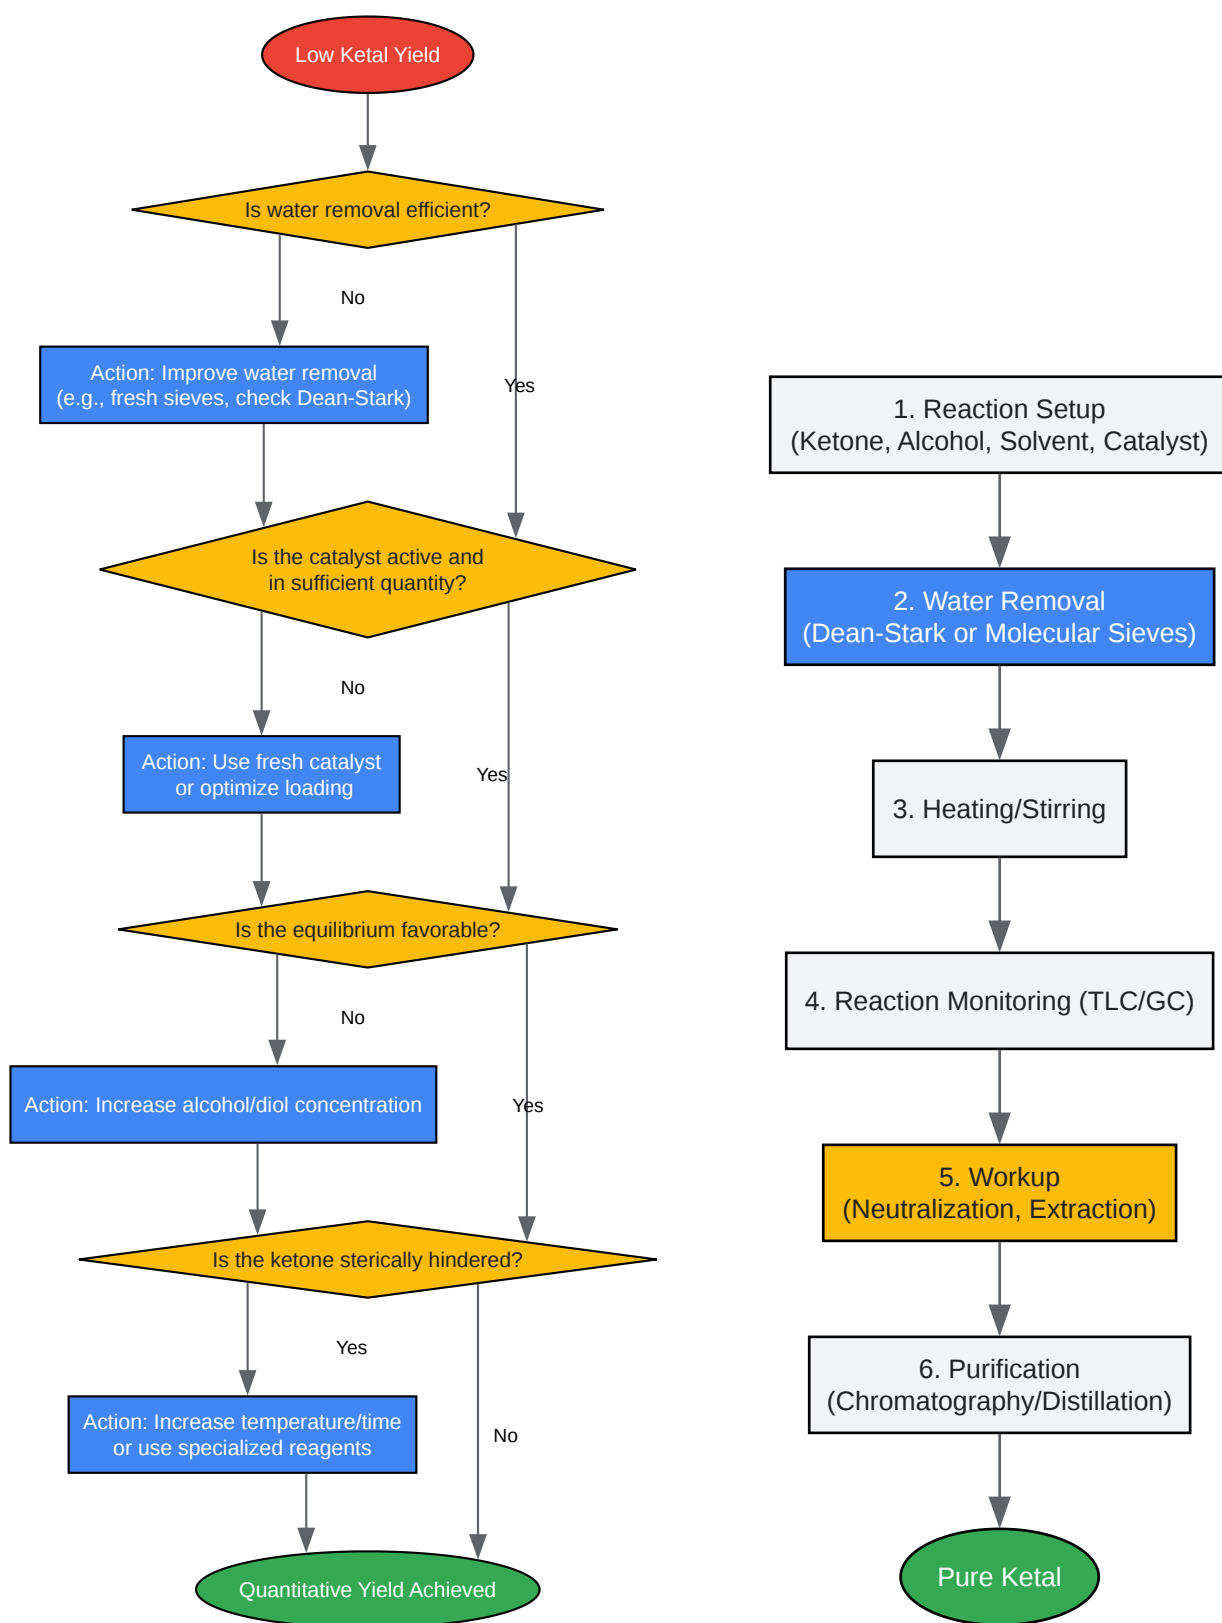 Low Ketal Yield
Is water removal efficient?
No
Yes
Action: Improve water removal
(e.g., fresh sieves, check Dean-Stark)
Is the catalyst active and
in sufficient quantity?
No
Yes
Action: Use fresh catalyst
or optimize loading
Is the equilibrium favorable?
No
Yes
Action: Increase alcohol/diol concentration
Is the ketone sterically hindered?
Yes
No
Action: Increase temperature/time
or use specialized reagents
Quantitative Yield Achieved
1. Reaction Setup
(Ketone, Alcohol, Solvent, Catalyst)
2. Water Removal
(Dean-Stark or Molecular Sieves)
3. Heating/Stirring
4. Reaction Monitoring (TLC/GC)
5. Workup
(Neutralization, Extraction)
6. Purification
(Chromatography/Distillation)
Pure Ketal